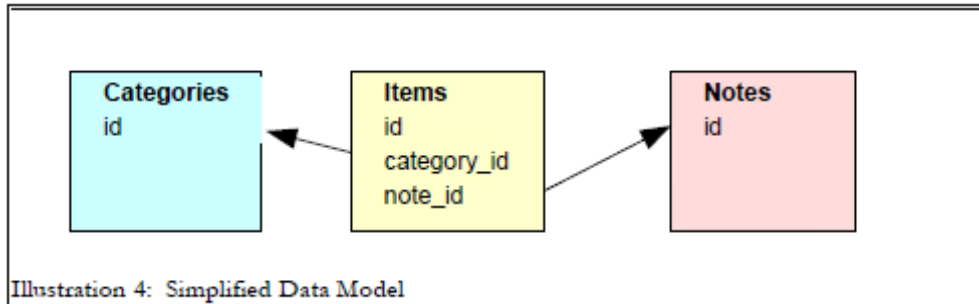 Categories
id
Items
id
category_id
note_id
Notes
id
Illustration 4: Simplified Data Model